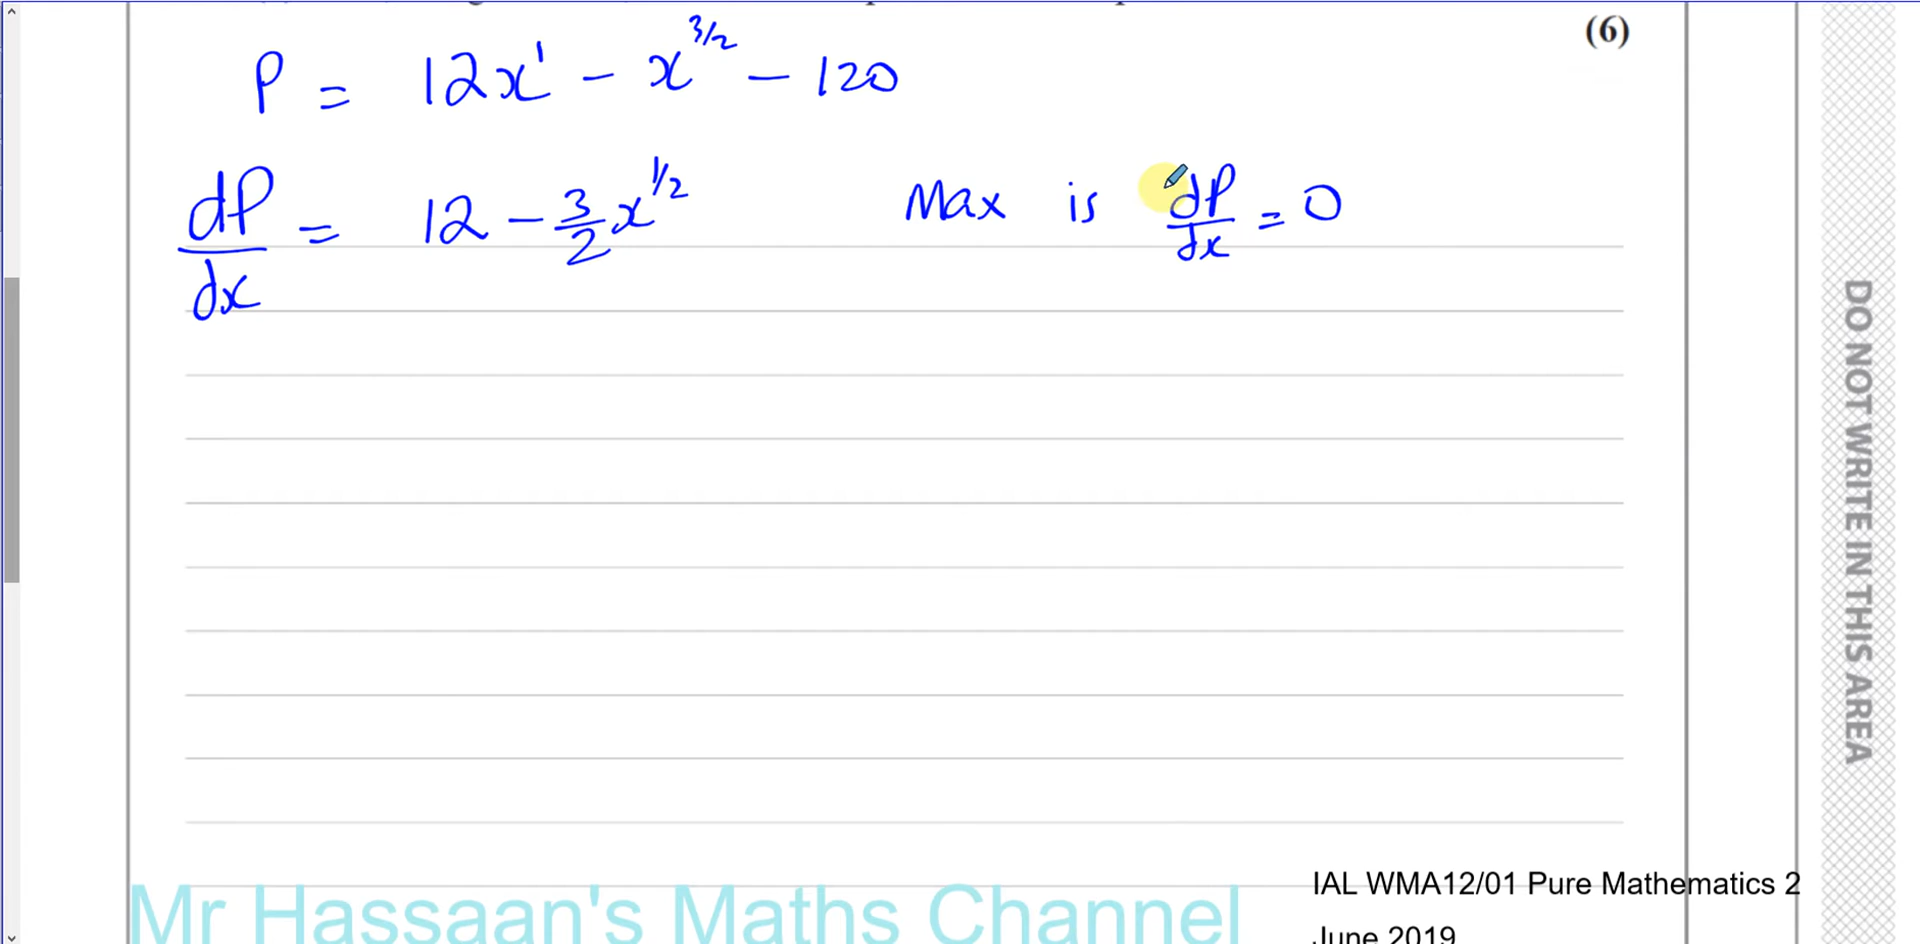 (6)
P = 12x¹ - x^{3/2} - 120
dP/dx = 12 - 3/2 x^{1/2} Max is dP/dx = 0
DO NOT WRITE IN THIS AREA
IAL WMA12/01 Pure Mathematics 2
Mr Hassaan's Maths Channel
June 2019